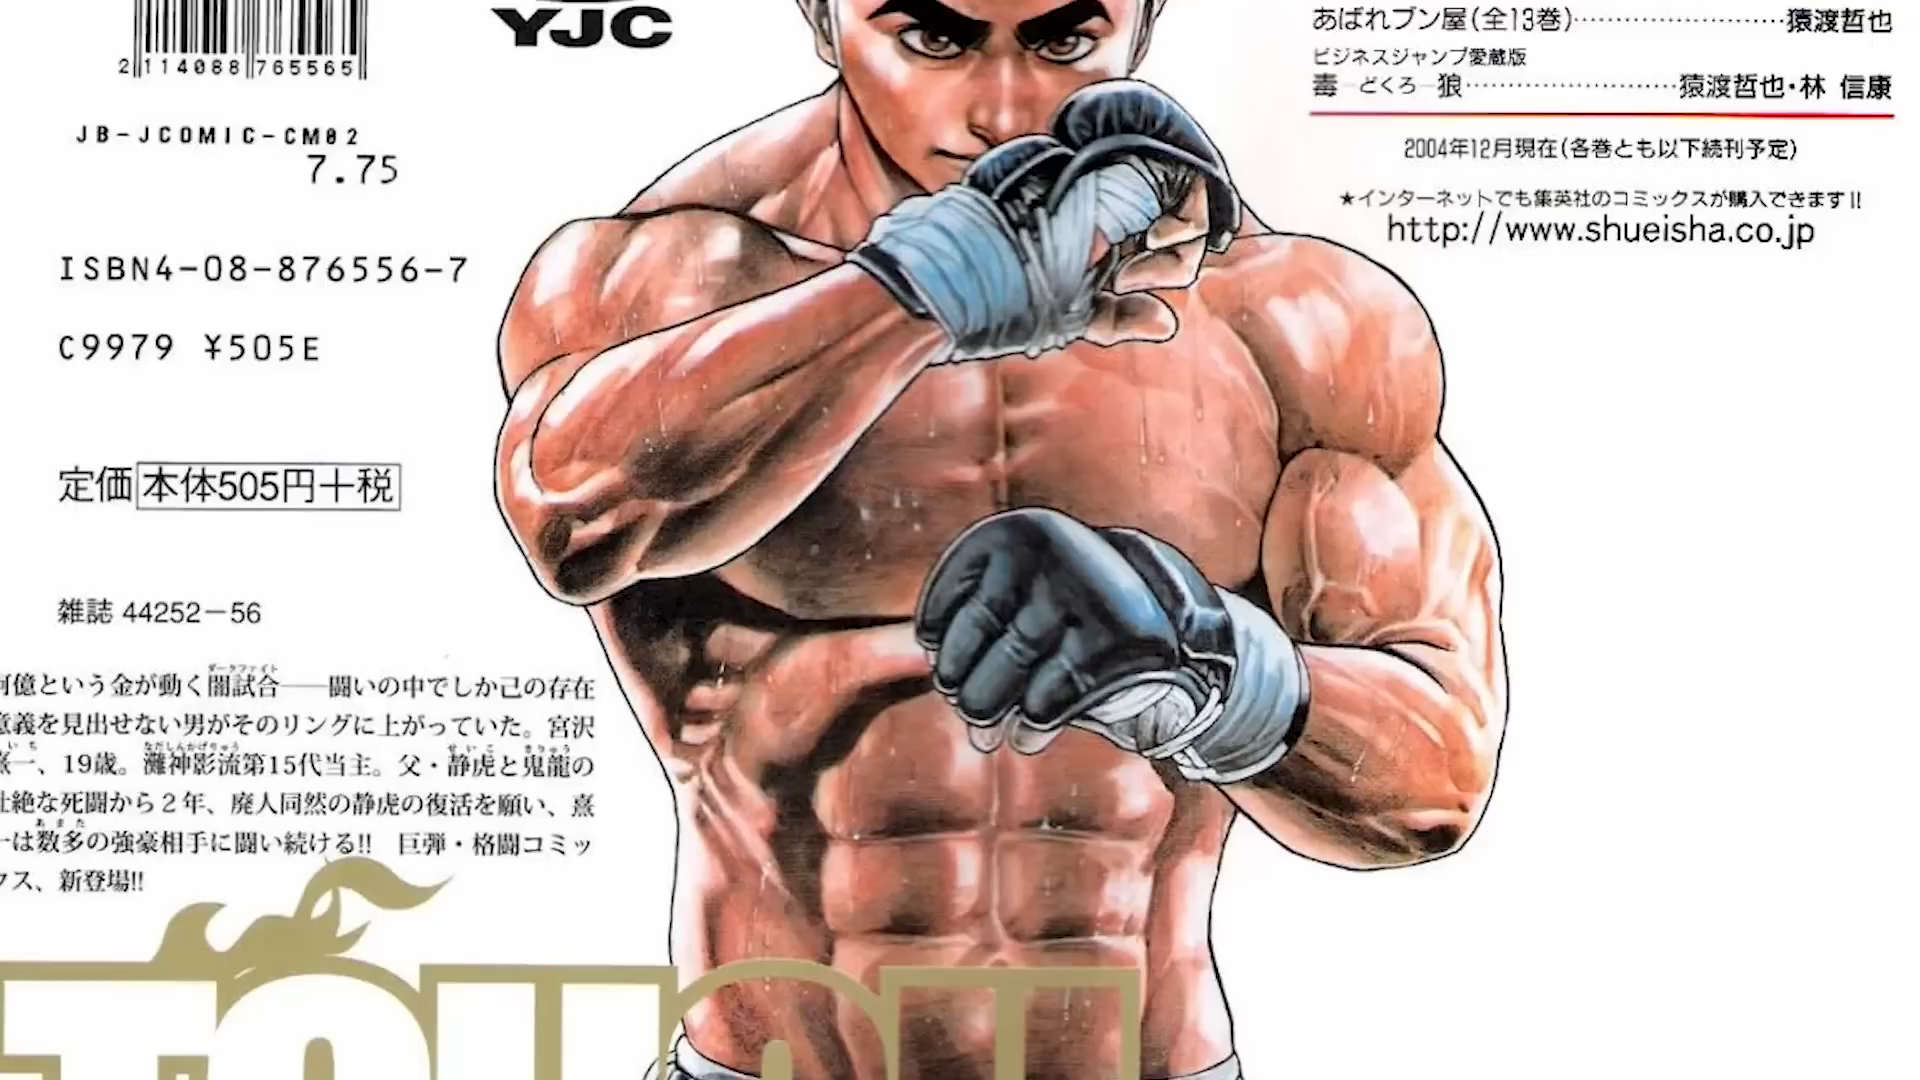 2 114088 765565
JB-JCOMIC-CM02
7.75
ISBN4-08-876556-7
C9979 ¥505E
定価 本体505円+税
雑誌 44252-56
YJC
あばれブン屋(全13巻)……………………猿渡哲也
ビジネスジャンプ愛蔵版
毒─どくろ─狼……………………猿渡哲也・林 信康
2004年12月現在(各巻とも以下続刊予定)
★インターネットでも集英社のコミックスが購入できます!!
http://www.shueisha.co.jp
何億という金が動く闇試合──闘いの中でしか己の存在
意義を見出せない男がそのリングに上がっていた。宮沢
熹一、19歳。灘神影流第15代当主。父・静虎と鬼龍の
壮絶な死闘から2年、廃人同然の静虎の復活を願い、熹
一は数多の強豪相手に闘い続ける!! 巨弾・格闘コミッ
クス、新登場!!
TOUGH